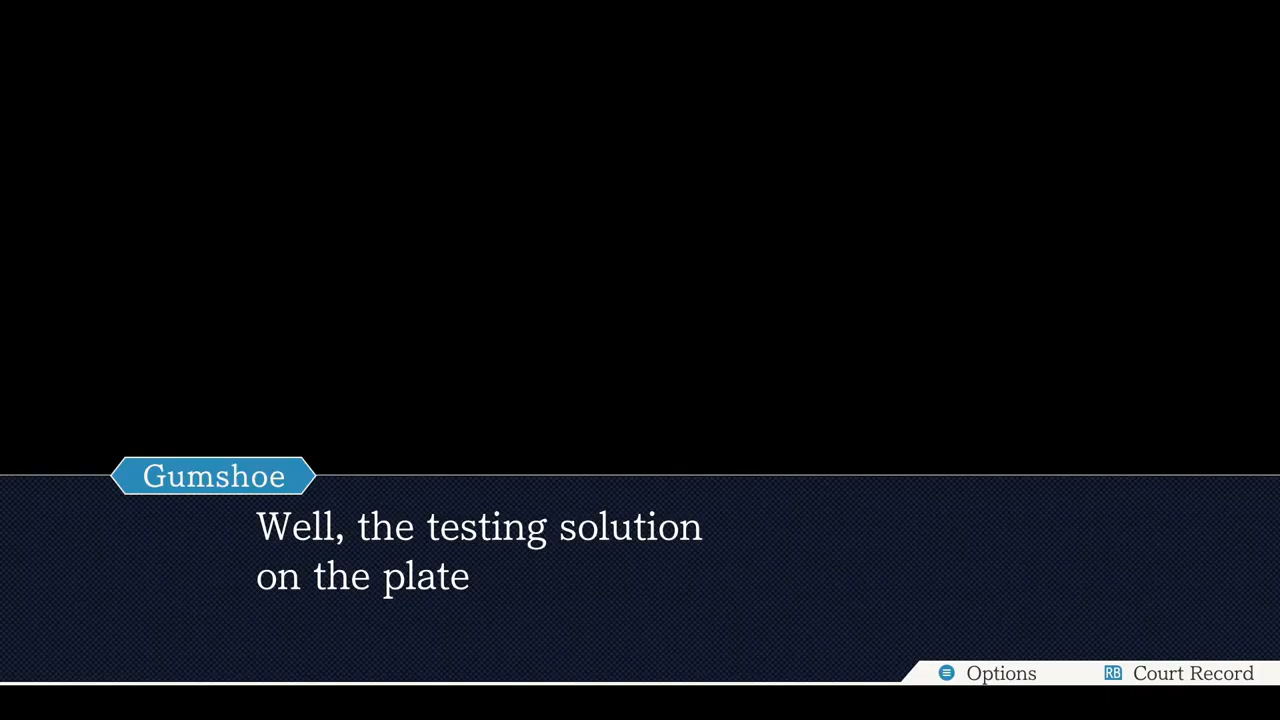 Gumshoe
Well, the testing solution
on the plate
Options
RB Court Record